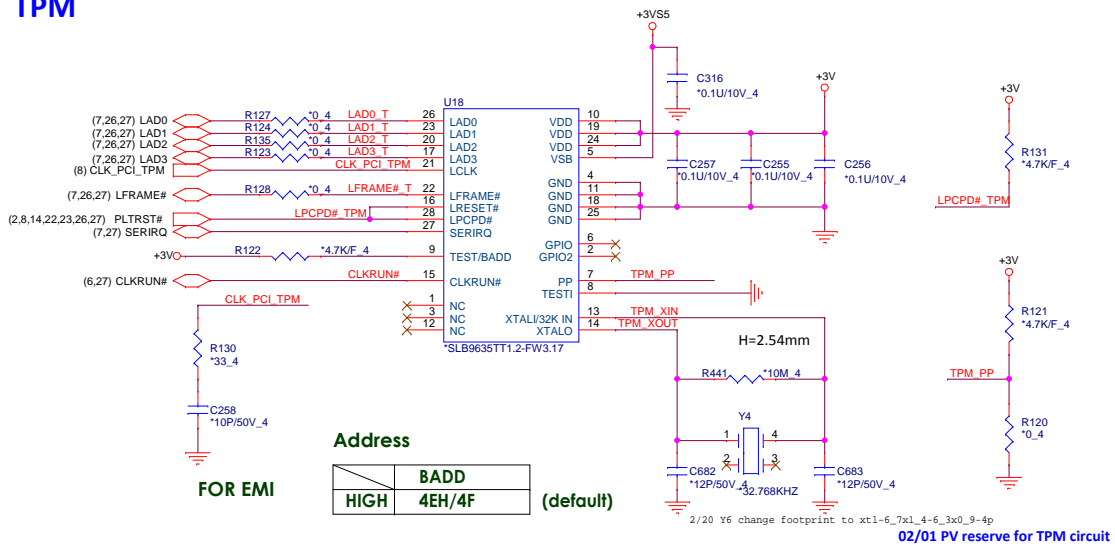 TPM
+3VS5
C316
*0.1U/10V_4
+3V
+3V
U18
(7,26,27) LAD0 R127 *0_4 LAD0_T 26 LAD0 VDD 10
(7,26,27) LAD1 R124 *0_4 LAD1_T 23 LAD1 VDD 19
(7,26,27) LAD2 R135 *0_4 LAD2_T 20 LAD2 VDD 24
(7,26,27) LAD3 R123 *0_4 LAD3_T 17 LAD3 VSB 5
(8) CLK_PCI_TPM CLK_PCI_TPM 21 LCLK
C257
*0.1U/10V_4
C255
*0.1U/10V_4
C256
*0.1U/10V_4
R131
*4.7K/F_4
LPCPD#_TPM
GND 4
GND 11
GND 18
GND 25
(7,26,27) LFRAME# R128 *0_4 LFRAME#_T 22 LFRAME#
16 LRESET#
(2,8,14,22,23,26,27) PLTRST# LPCPD#_TPM 28 LPCPD#
(7,27) SERIRQ 27 SERIRQ
GPIO 6
GPIO2 2
+3V R122 *4.7K/F_4 9 TEST/BADD
(6,27) CLKRUN# CLKRUN# 15 CLKRUN#
PP 7 TPM_PP
TESTI 8
+3V
CLK_PCI_TPM
1 NC
3 NC
12 NC
XTALI/32K IN 13 TPM_XIN
XTALO 14 TPM_XOUT
*SLB9635TT1.2-FW3.17
H=2.54mm
R121
*4.7K/F_4
R130
*33_4
R441 *10M_4
TPM_PP
C258
*10P/50V_4
Y4
1 4
2 3
R120
*0_4
C682
*12P/50V_4
*32.768KHZ
C683
*12P/50V_4
Address
BADD
HIGH 4EH/4F (default)
FOR EMI
2/20 Y6 change footprint to xtl-6_7x1_4-6_3x0_9-4p
02/01 PV reserve for TPM circuit